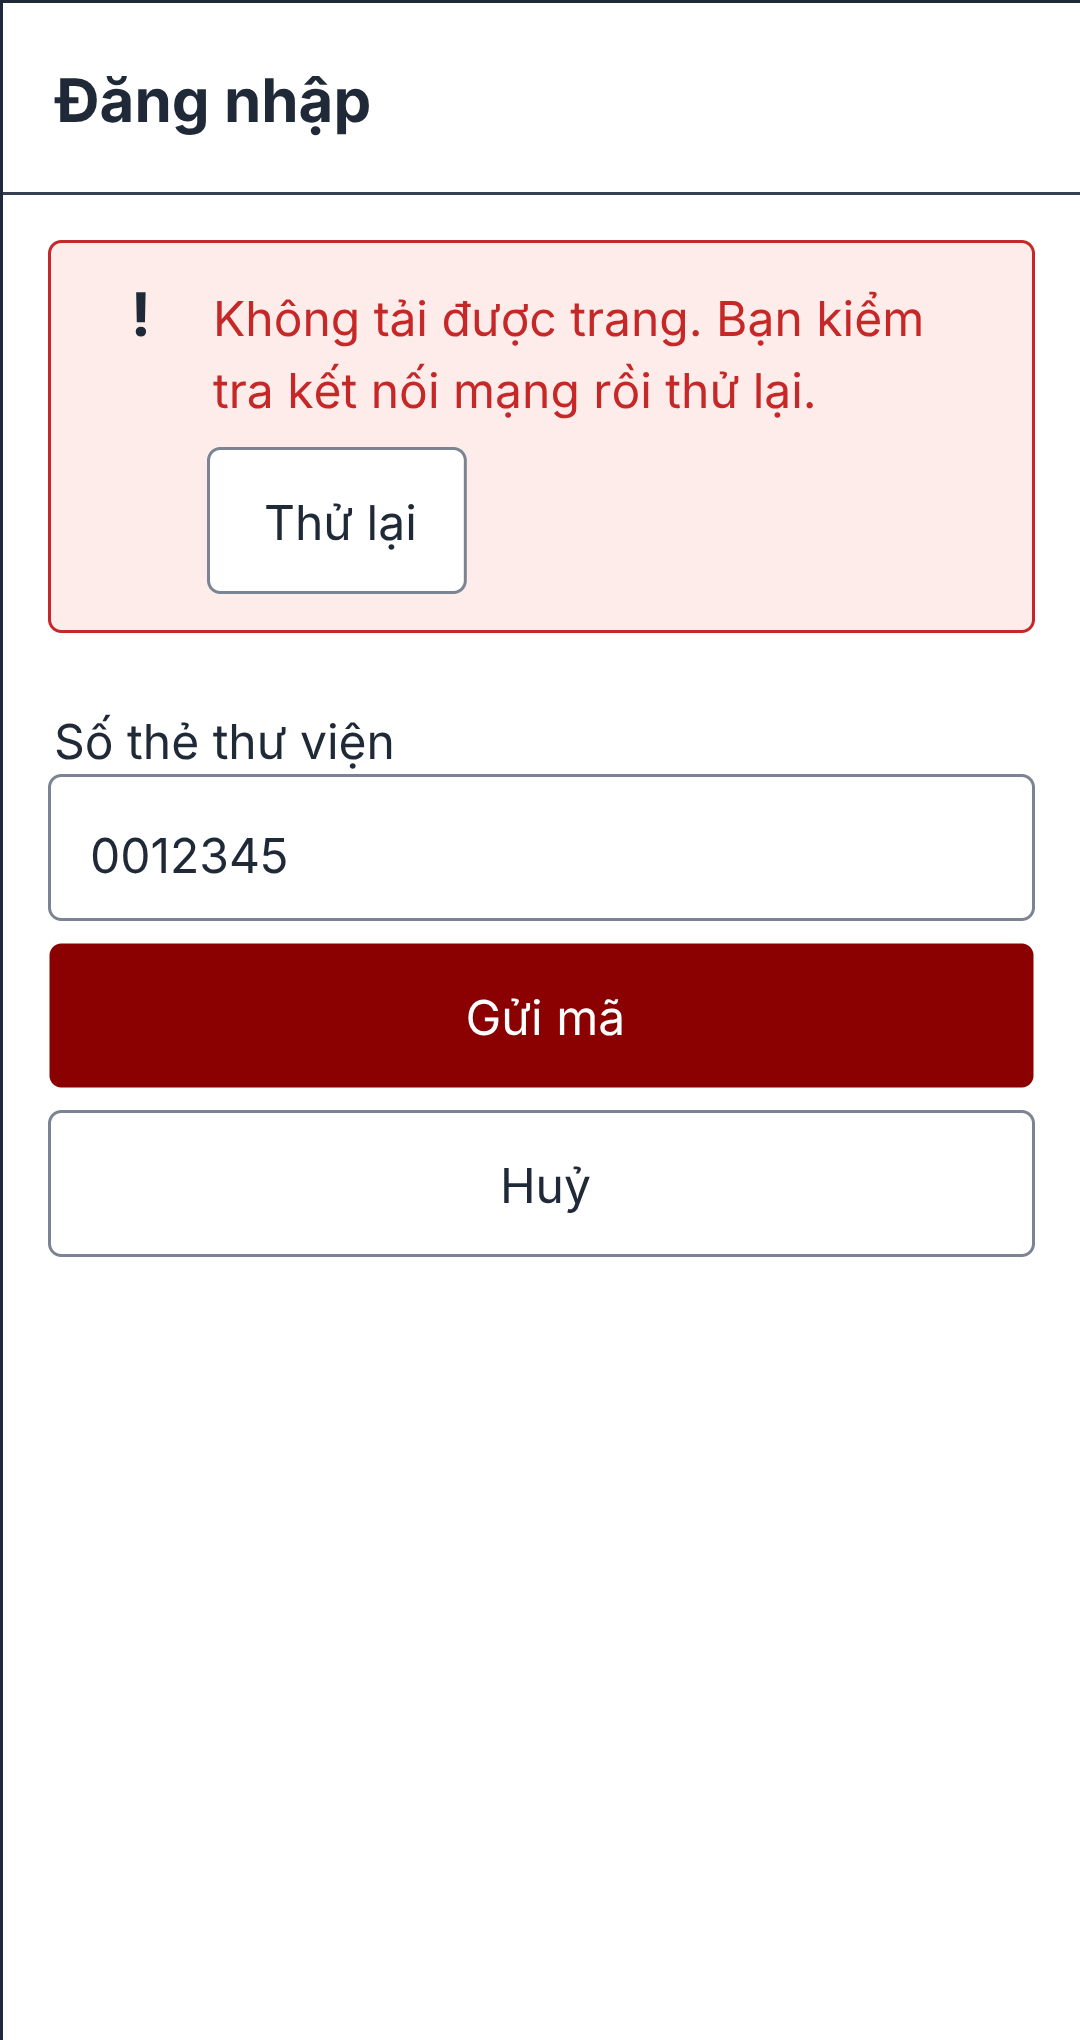 Đăng nhập
!
Không tải được trang. Bạn kiểm
tra kết nối mạng rồi thử lại.
Thử lại
Số thẻ thư viện
0012345
Gửi mã
Huỷ